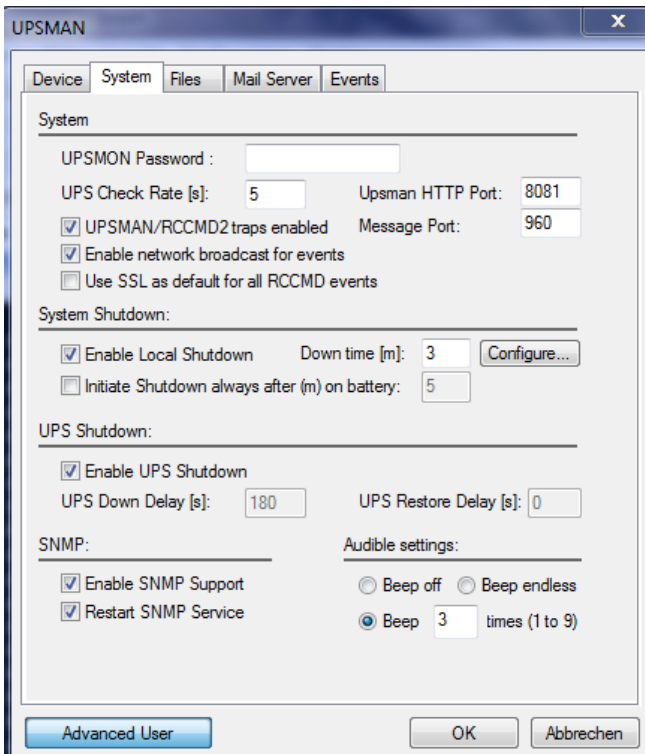 UPSMAN
X
Device System Files Mail Server Events
System
UPSMON Password :
UPS Check Rate [s]: 5 Upsman HTTP Port: 8081
UPSMAN/RCCMD2 traps enabled Message Port: 960
Enable network broadcast for events
Use SSL as default for all RCCMD events
System Shutdown:
Enable Local Shutdown Down time [m]: 3 Configure...
Initiate Shutdown always after (m) on battery: 5
UPS Shutdown:
Enable UPS Shutdown
UPS Down Delay [s]: 180 UPS Restore Delay [s]: 0
SNMP: Audible settings:
Enable SNMP Support Beep off Beep endless
Restart SNMP Service Beep 3 times (1 to 9)
Advanced User OK Abbrechen